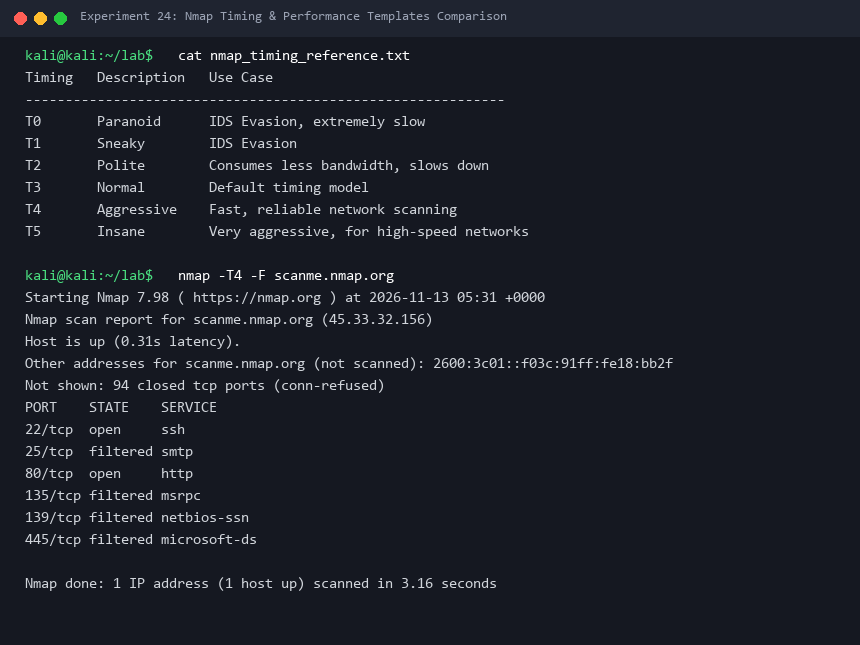 Experiment 24: Nmap Timing & Performance Templates Comparison
kali@kali:~/lab$   cat nmap_timing_reference.txt
Timing   Description   Use Case
------------------------------------------------------------
T0       Paranoid      IDS Evasion, extremely slow
T1       Sneaky        IDS Evasion
T2       Polite        Consumes less bandwidth, slows down
T3       Normal        Default timing model
T4       Aggressive    Fast, reliable network scanning
T5       Insane        Very aggressive, for high-speed networks
kali@kali:~/lab$   nmap -T4 -F scanme.nmap.org
Starting Nmap 7.98 ( https://nmap.org ) at 2026-11-13 05:31 +0000
Nmap scan report for scanme.nmap.org (45.33.32.156)
Host is up (0.31s latency).
Other addresses for scanme.nmap.org (not scanned): 2600:3c01::f03c:91ff:fe18:bb2f
Not shown: 94 closed tcp ports (conn-refused)
PORT    STATE    SERVICE
22/tcp  open     ssh
25/tcp  filtered smtp
80/tcp  open     http
135/tcp filtered msrpc
139/tcp filtered netbios-ssn
445/tcp filtered microsoft-ds
Nmap done: 1 IP address (1 host up) scanned in 3.16 seconds